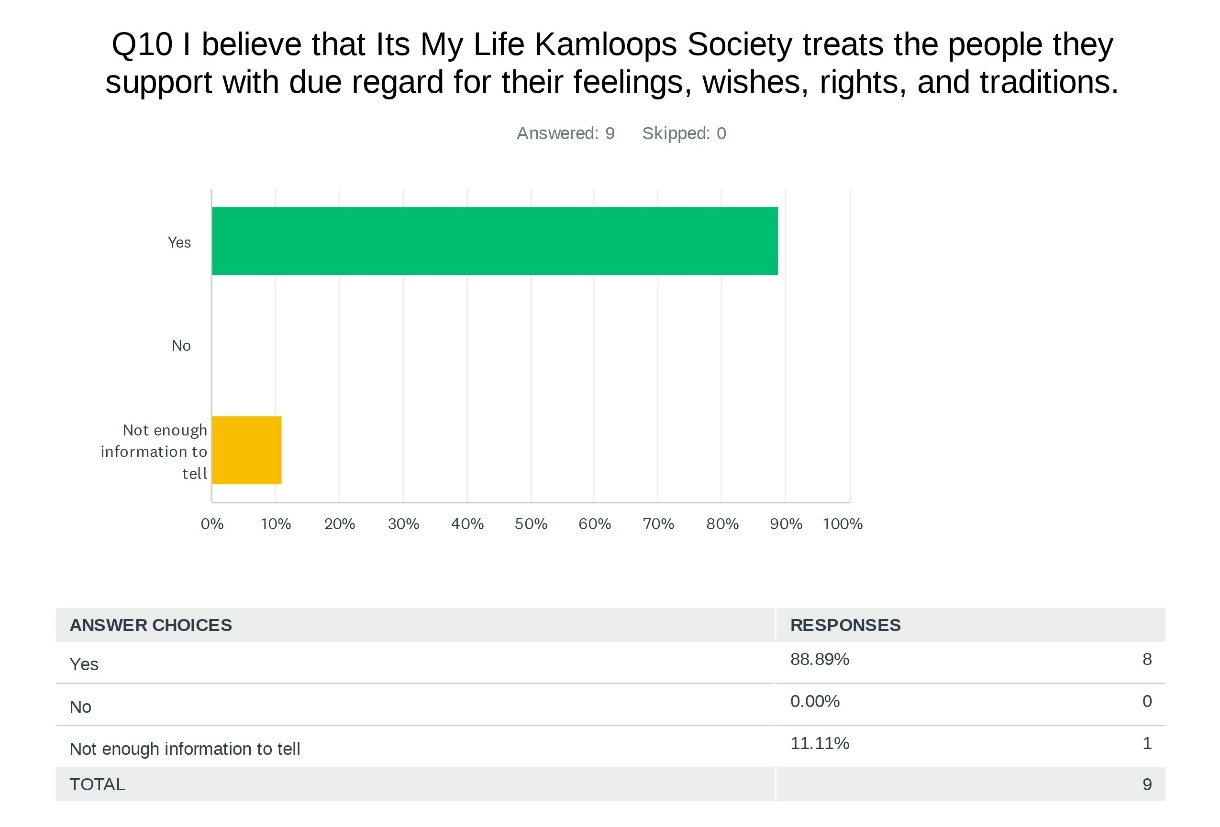 Q10 I believe that Its My Life Kamloops Society treats the people they
support with due regard for their feelings, wishes, rights, and traditions.
Answered: 9 Skipped: 0
Yes
No
Not enough
information to
tell
0% 10% 20% 30% 40% 50% 60% 70% 80% 90% 100%
ANSWER CHOICES RESPONSES
Yes 88.89% 8
No 0.00% 0
Not enough information to tell 11.11% 1
TOTAL 9